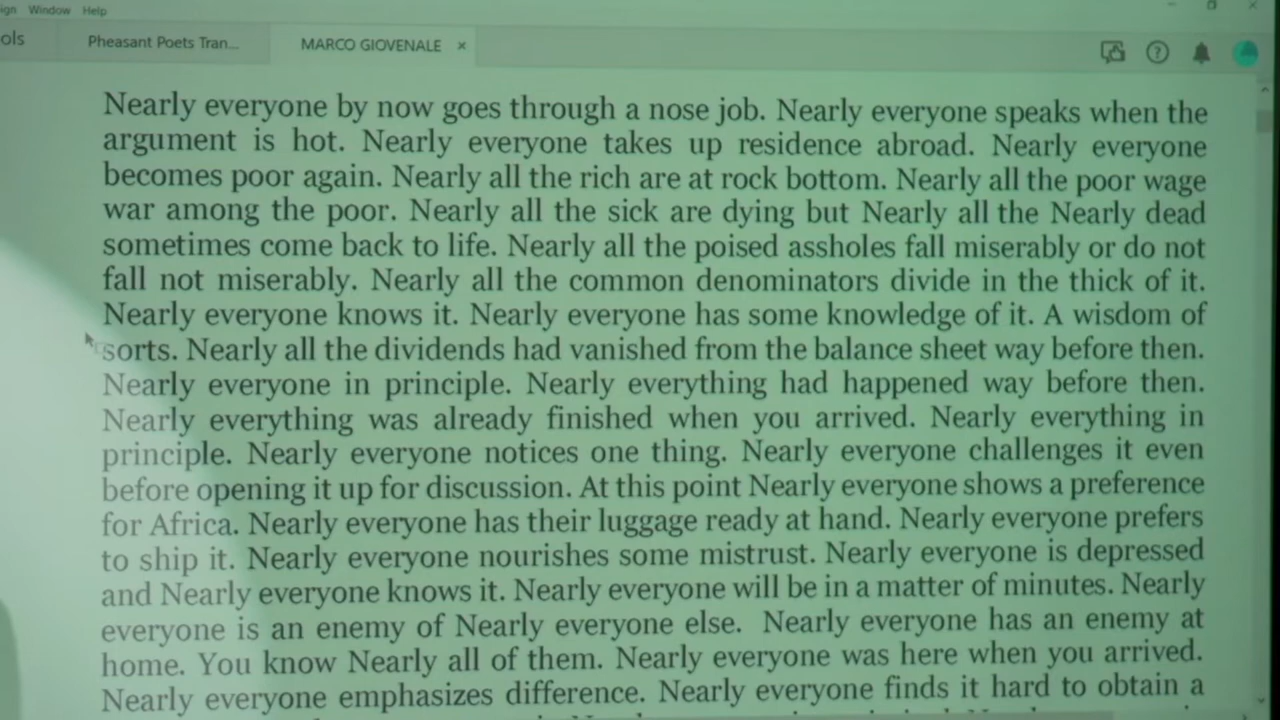 ign Window Help
ols Pheasant Poets Tran... MARCO GIOVENALE ×
Nearly everyone by now goes through a nose job. Nearly everyone speaks when the
argument is hot. Nearly everyone takes up residence abroad. Nearly everyone
becomes poor again. Nearly all the rich are at rock bottom. Nearly all the poor wage
war among the poor. Nearly all the sick are dying but Nearly all the Nearly dead
sometimes come back to life. Nearly all the poised assholes fall miserably or do not
fall not miserably. Nearly all the common denominators divide in the thick of it.
Nearly everyone knows it. Nearly everyone has some knowledge of it. A wisdom of
sorts. Nearly all the dividends had vanished from the balance sheet way before then.
Nearly everyone in principle. Nearly everything had happened way before then.
Nearly everything was already finished when you arrived. Nearly everything in
principle. Nearly everyone notices one thing. Nearly everyone challenges it even
before opening it up for discussion. At this point Nearly everyone shows a preference
for Africa. Nearly everyone has their luggage ready at hand. Nearly everyone prefers
to ship it. Nearly everyone nourishes some mistrust. Nearly everyone is depressed
and Nearly everyone knows it. Nearly everyone will be in a matter of minutes. Nearly
everyone is an enemy of Nearly everyone else. Nearly everyone has an enemy at
home. You know Nearly all of them. Nearly everyone was here when you arrived.
Nearly everyone emphasizes difference. Nearly everyone finds it hard to obtain a